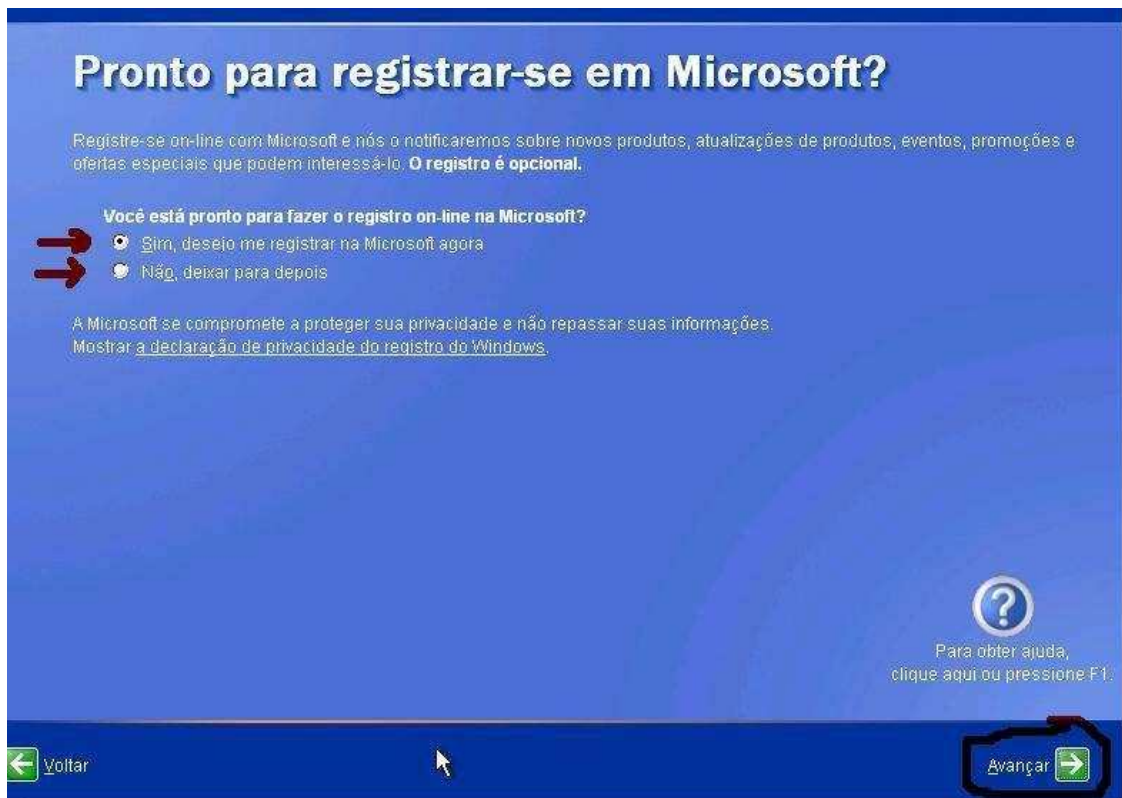 Pronto para registrar-se em Microsoft?
Registre-se on-line com Microsoft e nós o notificaremos sobre novos produtos, atualizações de produtos, eventos, promoções e
ofertas especiais que podem interessá-lo. O registro é opcional.
Você está pronto para fazer o registro on-line na Microsoft?
Sim, desejo me registrar na Microsoft agora
Não, deixar para depois
A Microsoft se compromete a proteger sua privacidade e não repassar suas informações.
Mostrar a declaração de privacidade do registro do Windows.
?
Para obter ajuda,
clique aqui ou pressione F1.
Voltar
Avançar